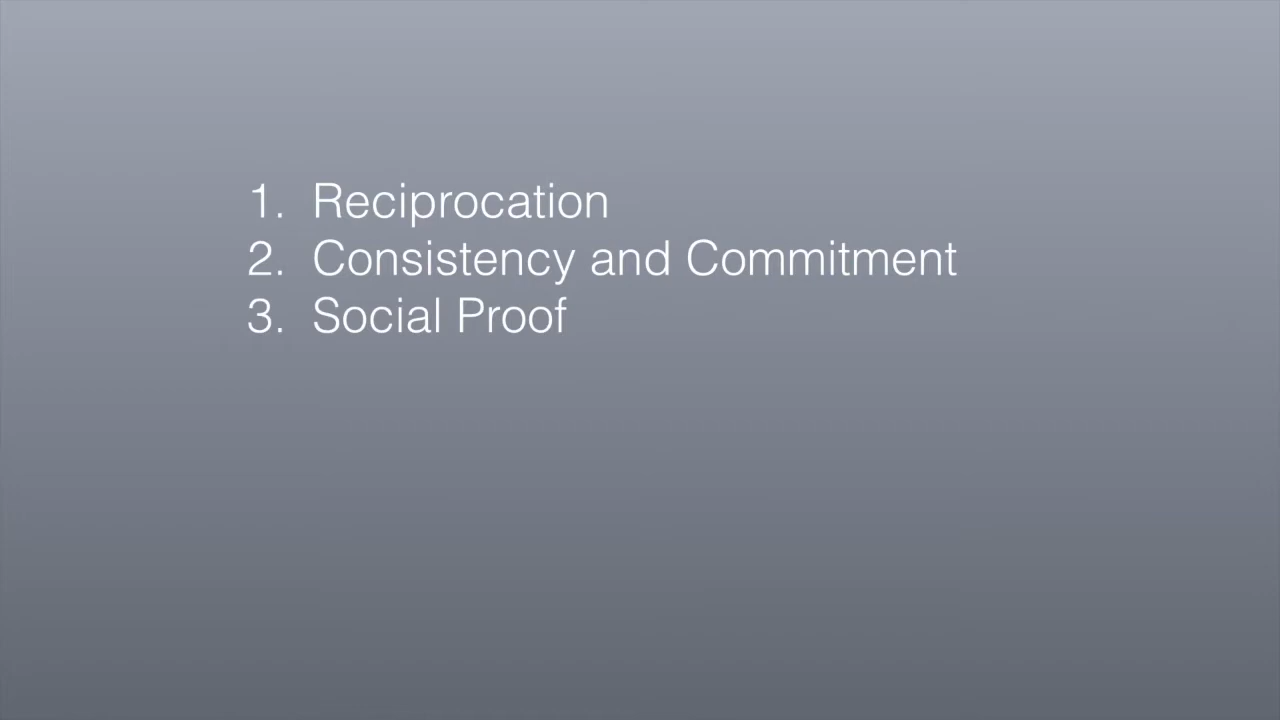 1. Reciprocation
2. Consistency and Commitment
3. Social Proof